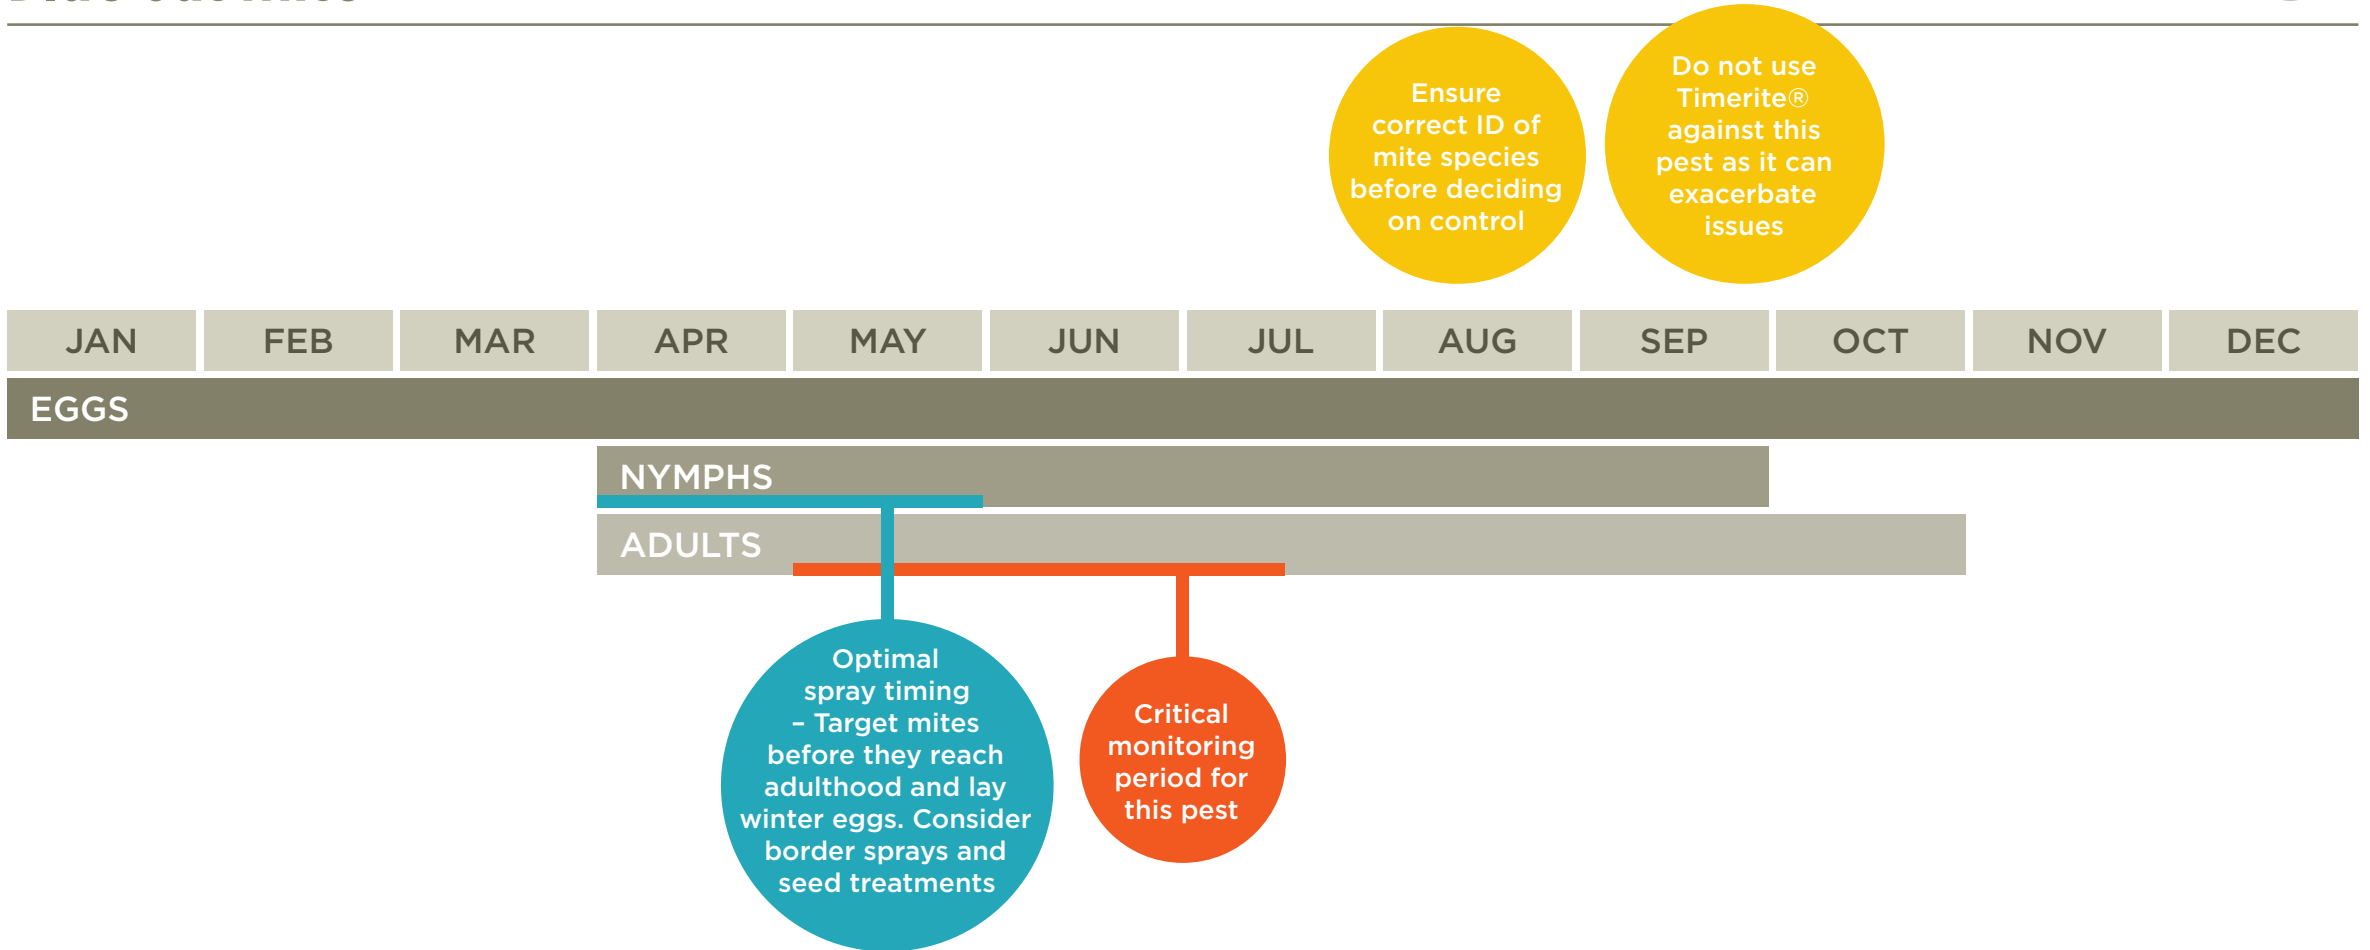 Ensure
correct ID of
mite species
before deciding
on control
Do not use
Timerite®
against this
pest as it can
exacerbate
issues
JAN FEB MAR APR MAY JUN JUL AUG SEP OCT NOV DEC
EGGS
NYMPHS
ADULTS
Optimal
spray timing
– Target mites
before they reach
adulthood and lay
winter eggs. Consider
border sprays and
seed treatments
Critical
monitoring
period for
this pest